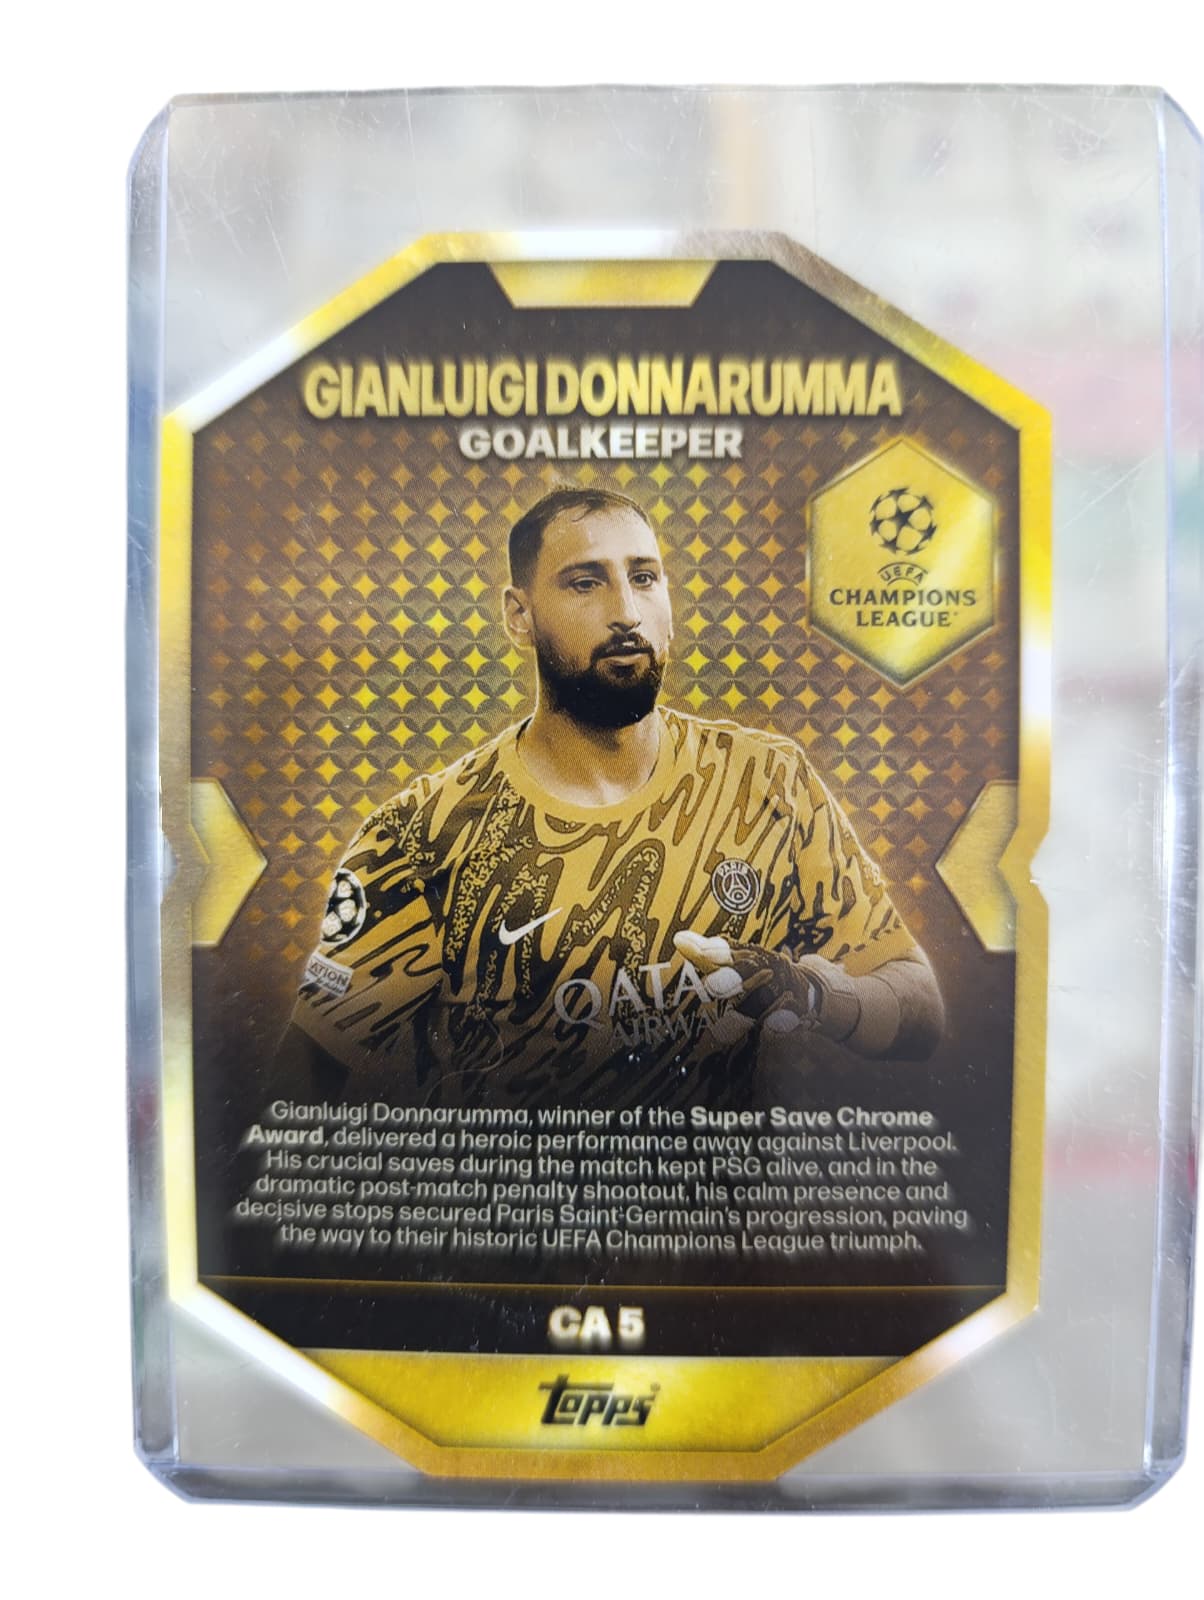 GIANLUIGI DONNARUMMA
GOALKEEPER
UEFA
CHAMPIONS
LEAGUE
PARIS
ATION
QATA
AIRWA
Gianluigi Donnarumma, winner of the Super Save Chrome
Award, delivered a heroic performance away against Liverpool.
His crucial saves during the match kept PSG alive, and in the
dramatic post-match penalty shootout, his calm presence and
decisive stops secured Paris Saint-Germain's progression, paving
the way to their historic UEFA Champions League triumph.
CA 5
Topps